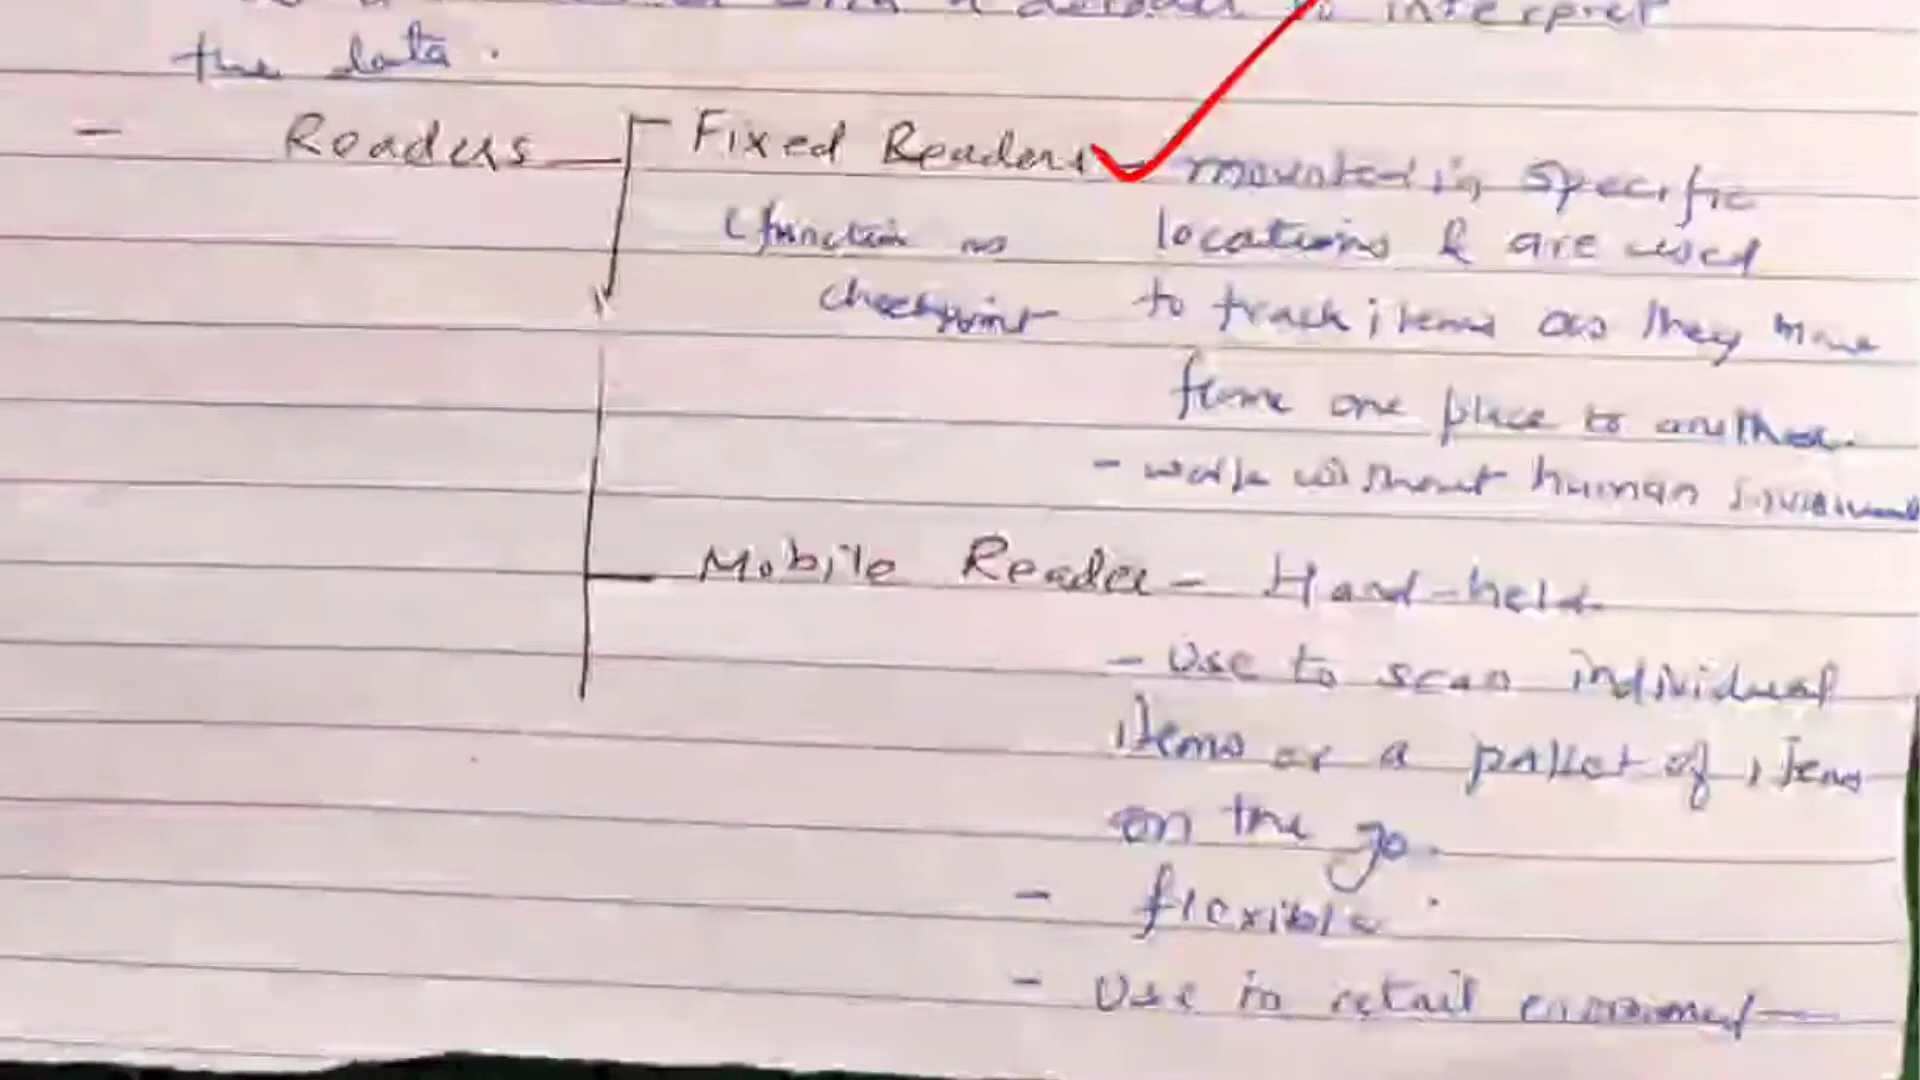 to interpret
the data.
- Readers - Fixed Readers - mounted in specific
(function as locations & are used
checkpoint to track items as they move
from one place to another.
- work without human
Mobile Reader - Hand-held
- Use to scan individual
items or a pallet of items
on the go.
- flexible.
- Use in retail